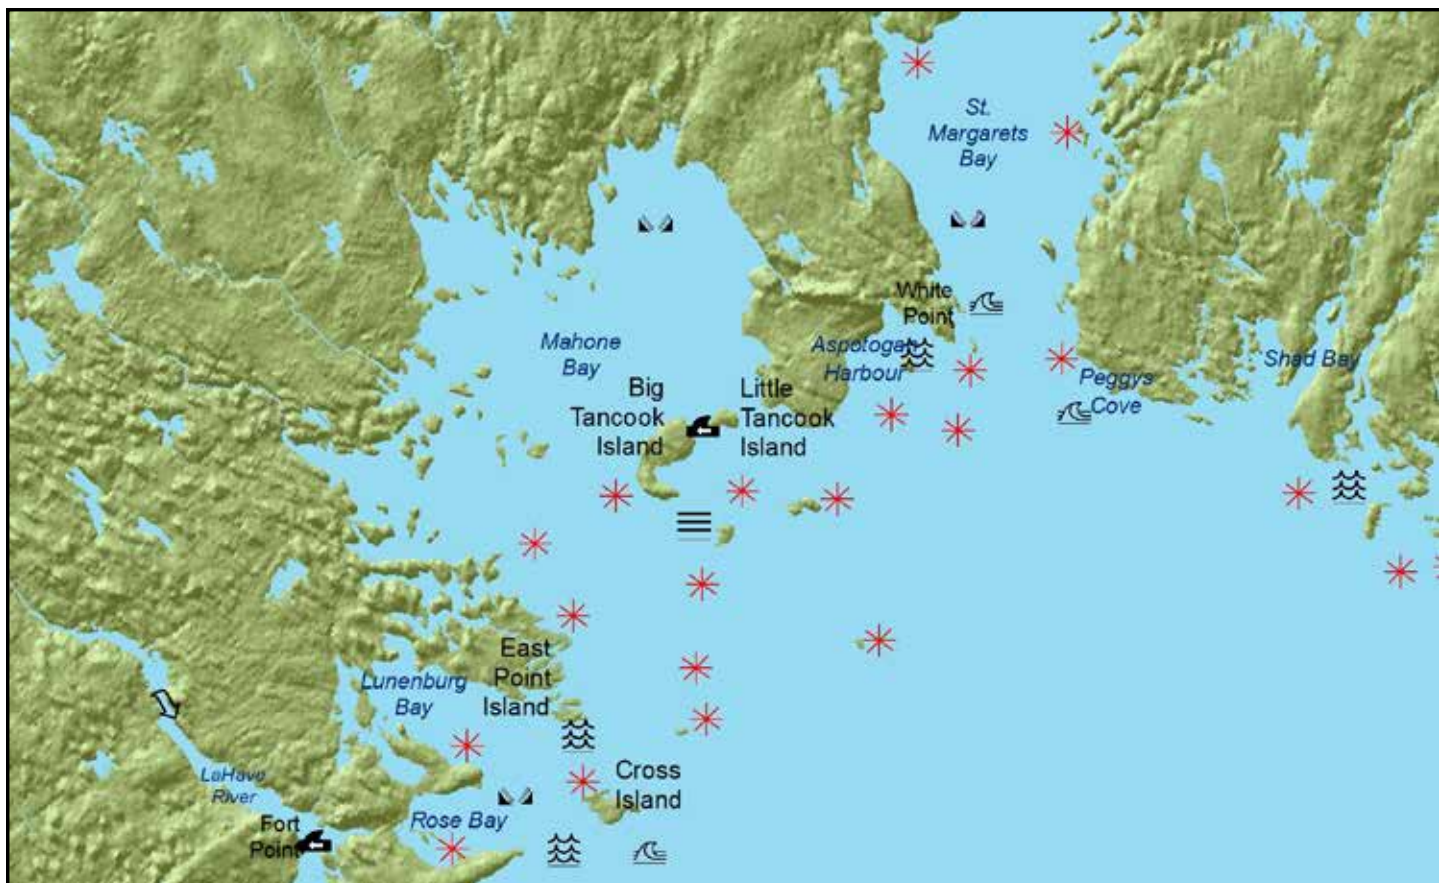 St.
Margarets
Bay
White
Point
Mahone
Bay
Aspotogan
Harbour
Shad Bay
Peggys
Cove
Big
Tancook
Island
Little
Tancook
Island
East
Point
Island
Lunenburg
Bay
LaHave
River
Cross
Island
Rose Bay
Fort
Point